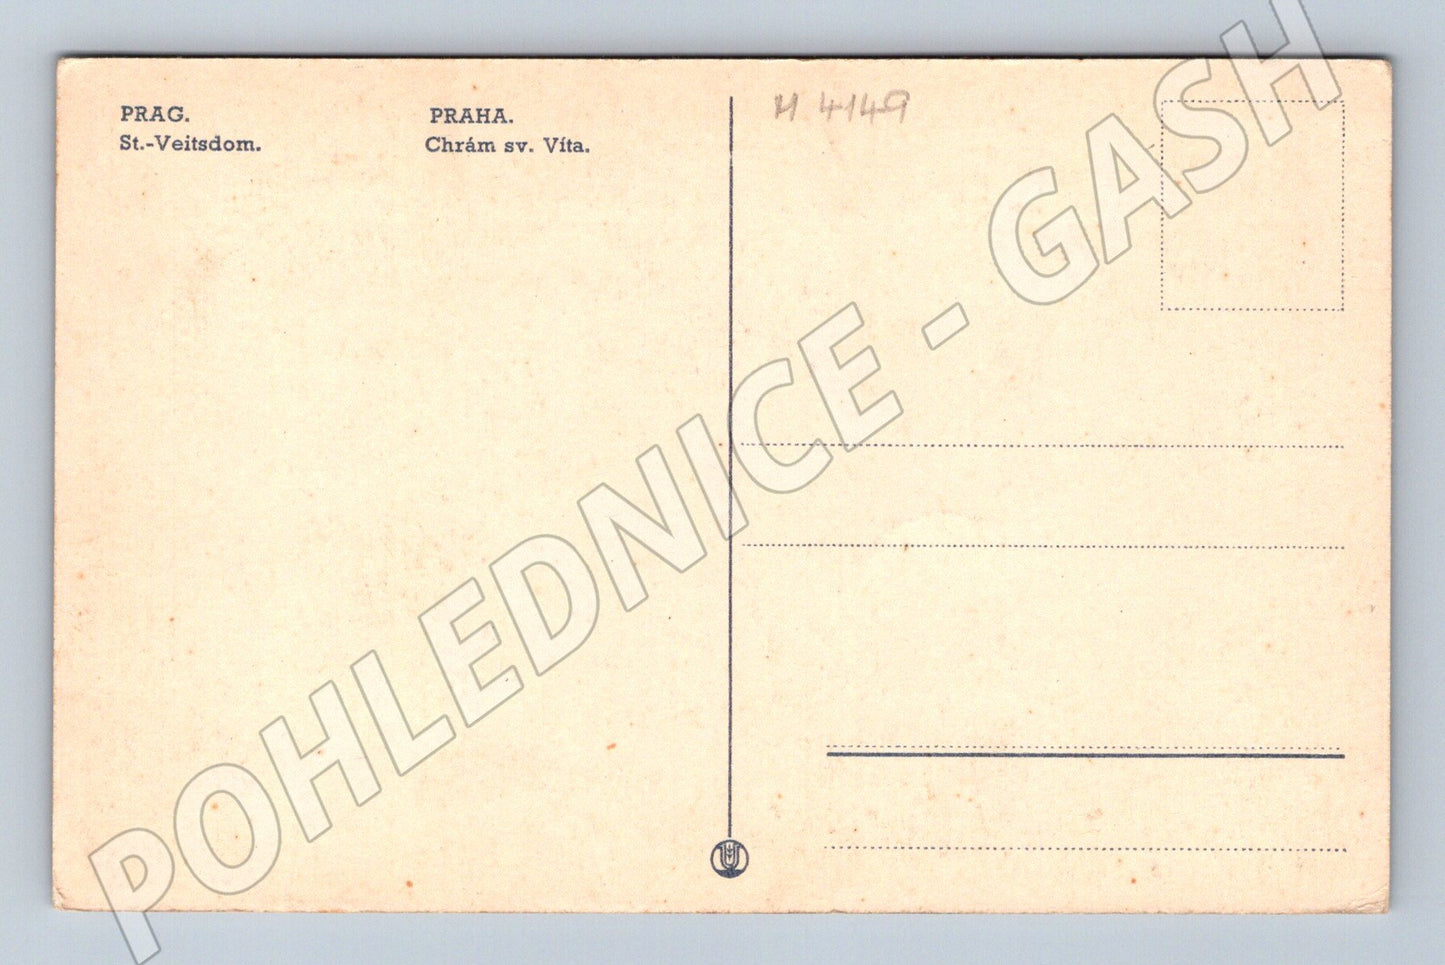 PRAG.
St.-Veitsdom.
PRAHA.
Chrám sv. Víta.
M 4149
POHLEDNICE - GASH